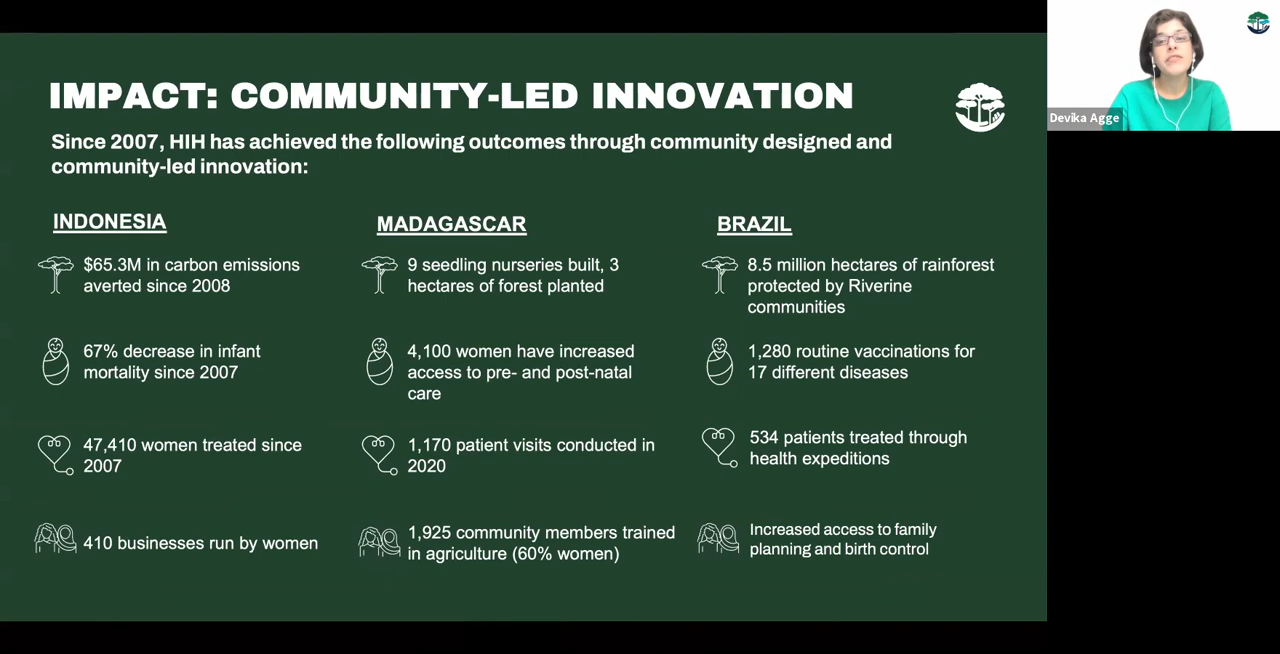 IMPACT: COMMUNITY-LED INNOVATION
Since 2007, HIH has achieved the following outcomes through community designed and
community-led innovation:
INDONESIA
$65.3M in carbon emissions
averted since 2008
67% decrease in infant
mortality since 2007
47,410 women treated since
2007
410 businesses run by women
MADAGASCAR
9 seedling nurseries built, 3
hectares of forest planted
4,100 women have increased
access to pre- and post-natal
care
1,170 patient visits conducted in
2020
1,925 community members trained
in agriculture (60% women)
BRAZIL
8.5 million hectares of rainforest
protected by Riverine
communities
1,280 routine vaccinations for
17 different diseases
534 patients treated through
health expeditions
Increased access to family
planning and birth control
Devika Agge